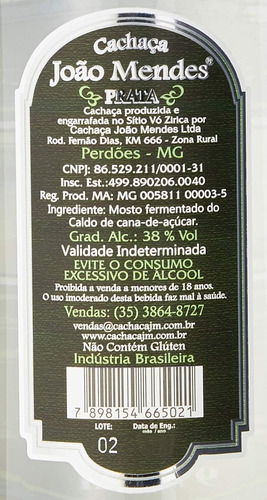 Cachaça
João Mendes®
PRATA
Cachaça produzida e
engarrafada no Sítio Vó Zirica por
Cachaça João Mendes Ltda
Rod. Fernão Dias, KM 666 - Zona Rural
Perdões - MG
CNPJ: 86.529.211/0001-31
Insc. Est.:499.890206.0040
Reg. Prod. MA: MG 005811 00003-5
Ingrediente: Mosto fermentado do
Caldo de cana-de-açúcar.
Grad. Alc.: 38 % Vol
Validade Indeterminada
EVITE O CONSUMO
EXCESSIVO DE ÁLCOOL
Proibida a venda a menores de 18 anos.
O uso imoderado desta bebida faz mal à saúde.
Vendas: (35) 3864-8727
vendas@cachacajm.com.br
www.cachacajm.com.br
Não Contém Glúten
Indústria Brasileira
7 898154 665021
LOTE: Data de Eng.:
mês / ano
02